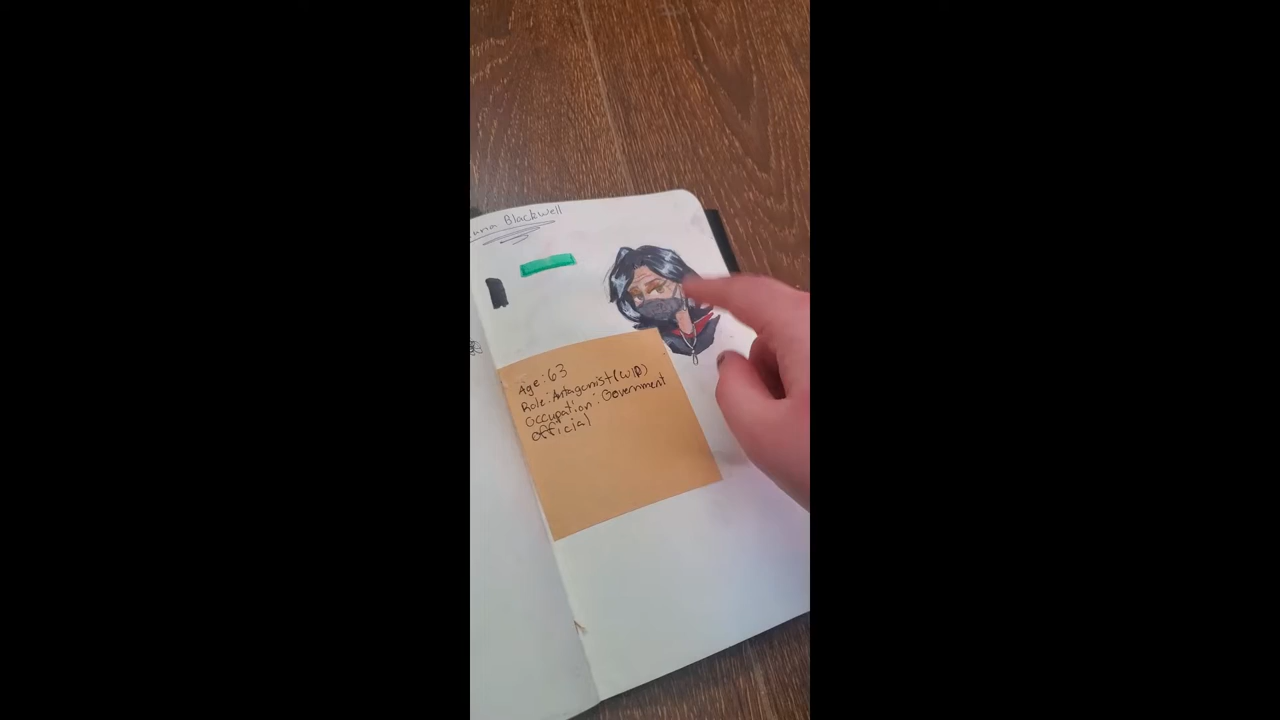 Blackwell
Age: 63
Role: Antagonist (WIP)
Occupation: Government
official